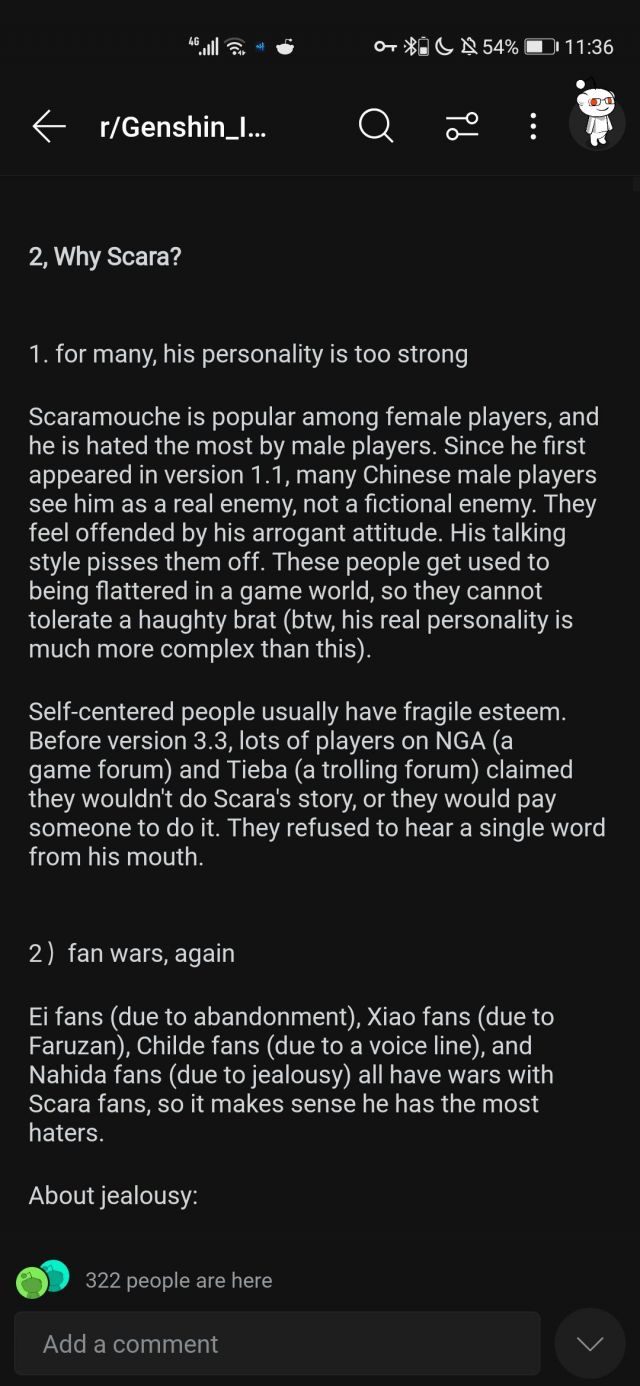 4G 54% 11:36
r/Genshin_I...
2, Why Scara?
1. for many, his personality is too strong
Scaramouche is popular among female players, and
he is hated the most by male players. Since he first
appeared in version 1.1, many Chinese male players
see him as a real enemy, not a fictional enemy. They
feel offended by his arrogant attitude. His talking
style pisses them off. These people get used to
being flattered in a game world, so they cannot
tolerate a haughty brat (btw, his real personality is
much more complex than this).
Self-centered people usually have fragile esteem.
Before version 3.3, lots of players on NGA (a
game forum) and Tieba (a trolling forum) claimed
they wouldn't do Scara's story, or they would pay
someone to do it. They refused to hear a single word
from his mouth.
2）fan wars, again
Ei fans (due to abandonment), Xiao fans (due to
Faruzan), Childe fans (due to a voice line), and
Nahida fans (due to jealousy) all have wars with
Scara fans, so it makes sense he has the most
haters.
About jealousy:
322 people are here
Add a comment